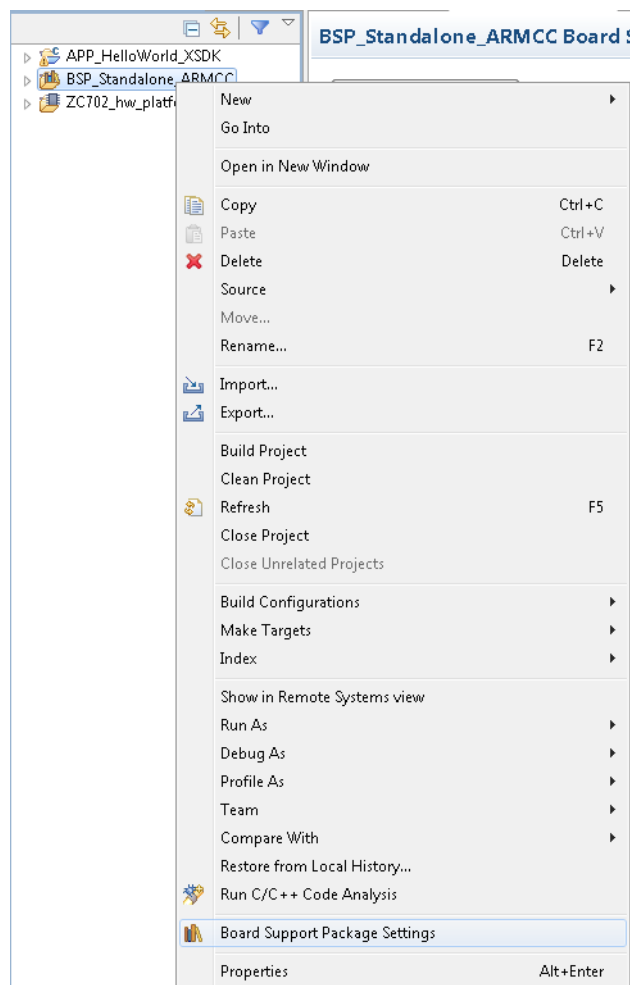 BSP_Standalone_ARMCC Board S
APP_HelloWorld_XSDK
BSP_Standalone_ARMCC
ZC702_hw_platf
New
Go Into
Open in New Window
Copy Ctrl+C
Paste Ctrl+V
Delete Delete
Source
Move...
Rename... F2
Import...
Export...
Build Project
Clean Project
Refresh F5
Close Project
Close Unrelated Projects
Build Configurations
Make Targets
Index
Show in Remote Systems view
Run As
Debug As
Profile As
Team
Compare With
Restore from Local History...
Run C/C++ Code Analysis
Board Support Package Settings
Properties Alt+Enter